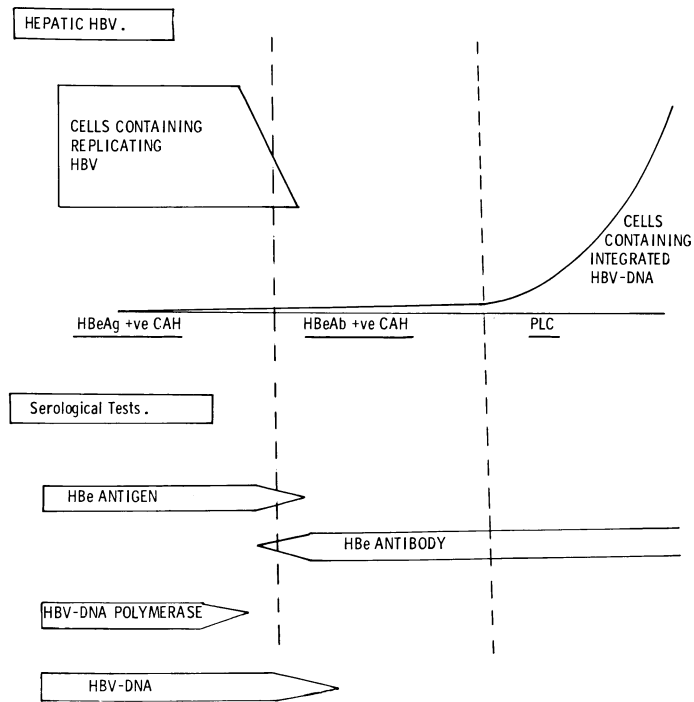 HEPATIC HBV.
CELLS CONTAINING
REPLICATING
HBV
CELLS
CONTAINING
INTEGRATED
HBV-DNA
HBeAg +ve CAH
HBeAb +ve CAH
PLC
Serological Tests.
HBe ANTIGEN
HBe ANTIBODY
HBV-DNA POLYMERASE
HBV-DNA